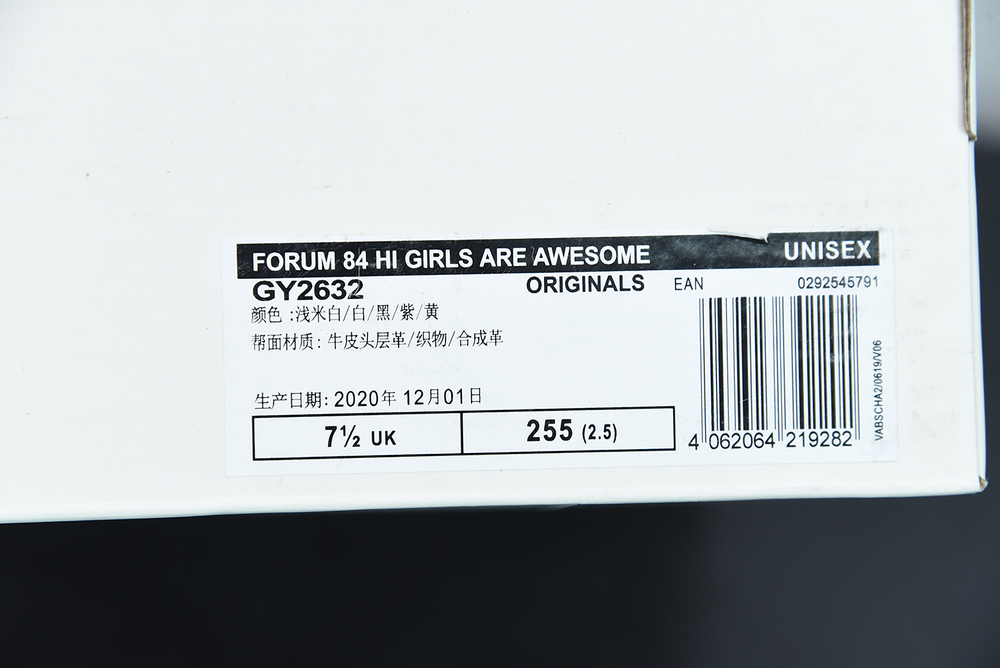 FORUM 84 HI GIRLS ARE AWESOME UNISEX
GY2632 ORIGINALS EAN 0292545791
颜色 :浅米白/白/黑/紫/黄
帮面材质: 牛皮头层革/织物/合成革
生产日期: 2020年 12月01日
7½ UK 255 (2.5)
4 062064 219282
VABSCHA2/0619/V06